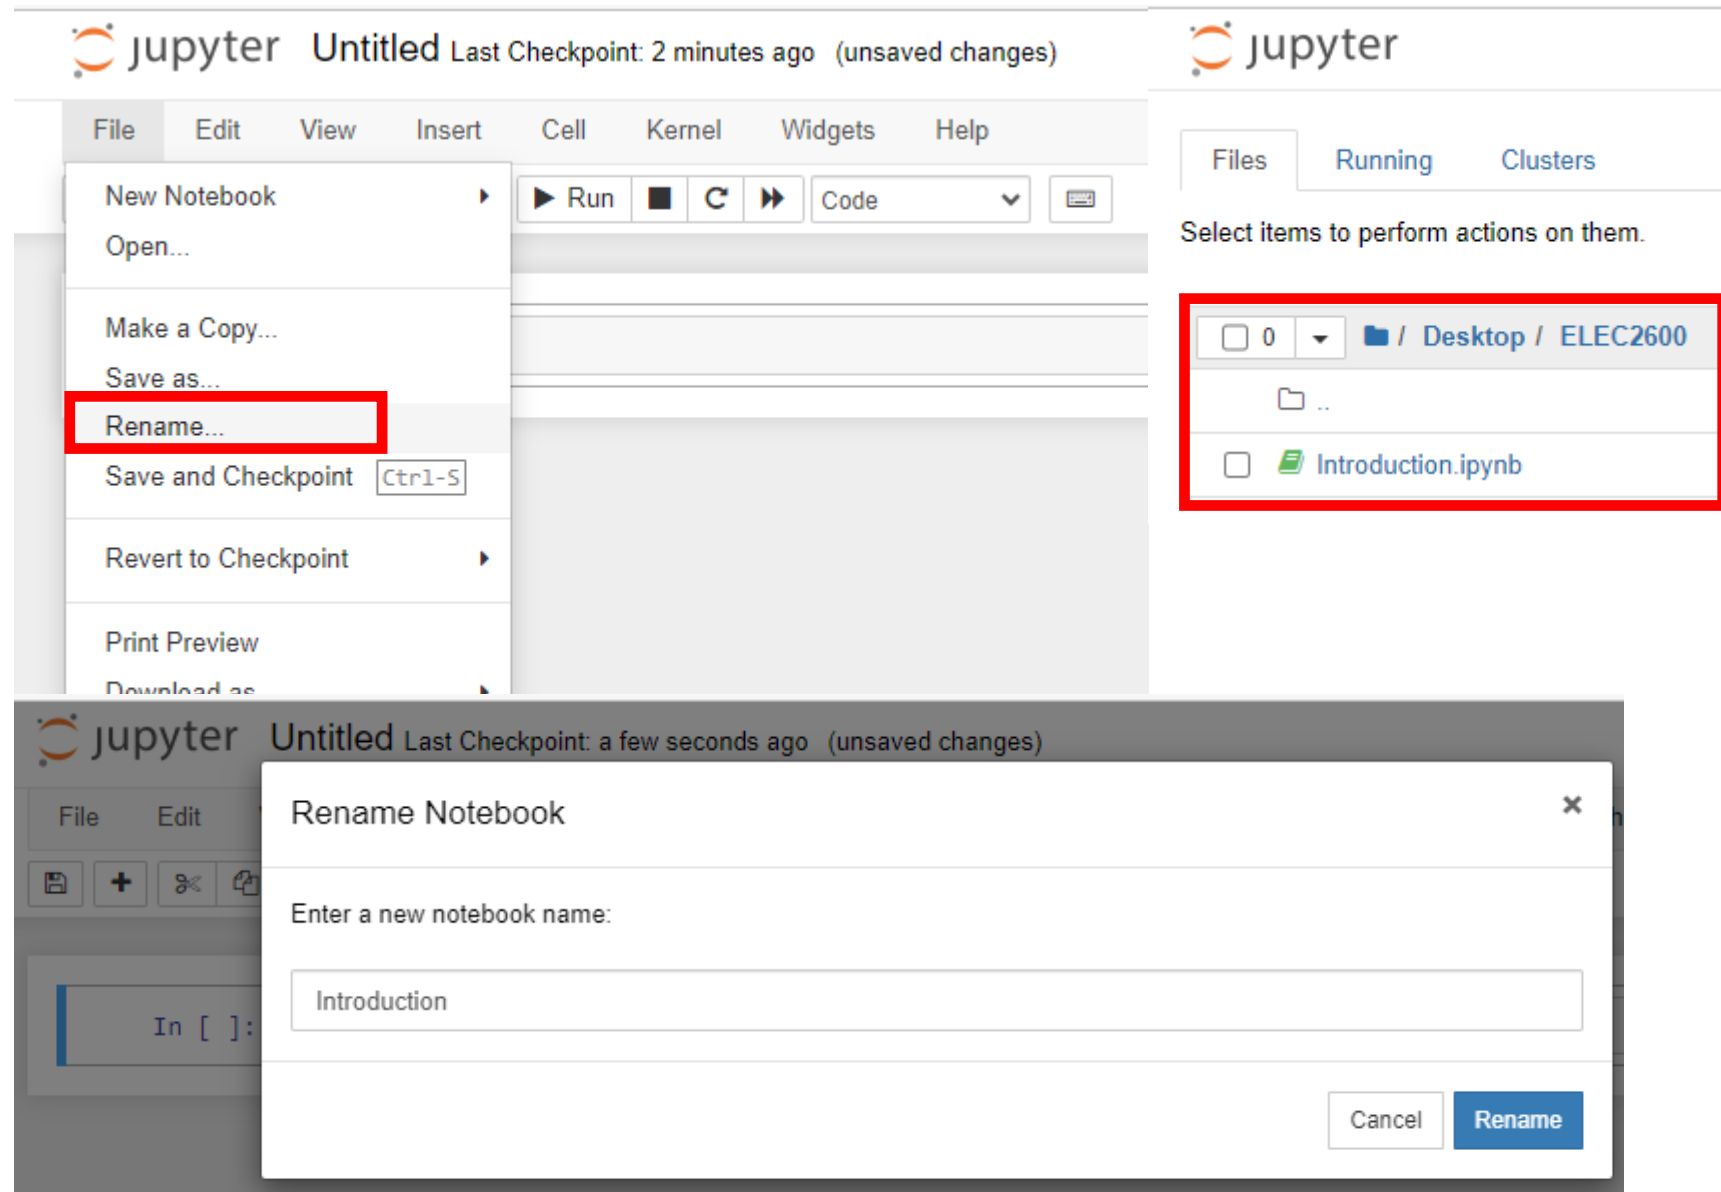 jupyter Untitled Last Checkpoint: 2 minutes ago (unsaved changes)
File Edit View Insert Cell Kernel Widgets Help
New Notebook
Run
Code
Open...
Make a Copy...
Save as...
Rename...
Save and Checkpoint Ctrl-S
Revert to Checkpoint
Print Preview
Download as
jupyter
Files Running Clusters
Select items to perform actions on them.
0 / Desktop / ELEC2600
..
Introduction.ipynb
jupyter Untitled Last Checkpoint: a few seconds ago (unsaved changes)
File Edit
Rename Notebook ×
Enter a new notebook name:
In [ ]:
Introduction
Cancel Rename